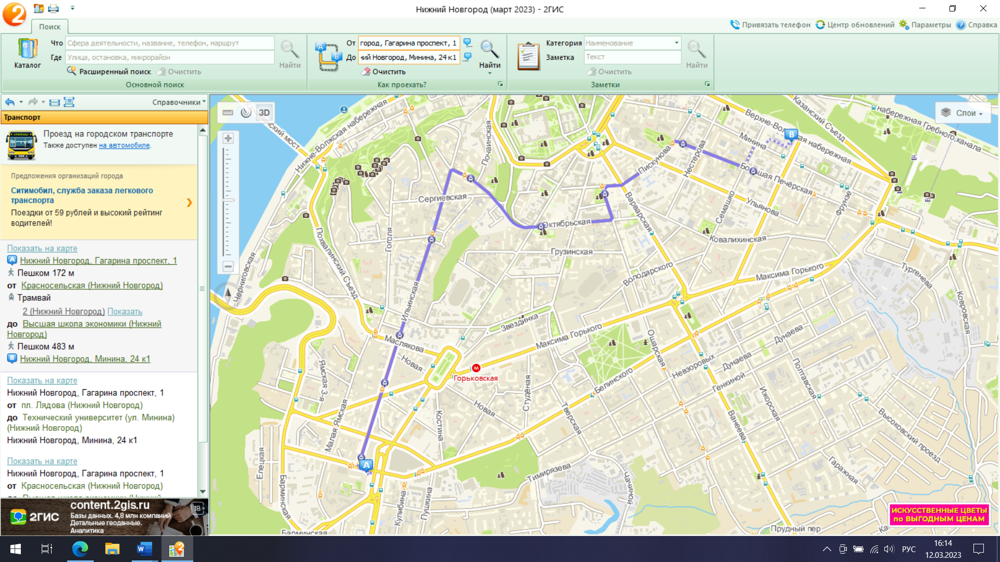 Нижний Новгород (март 2023) - 2ГИС
Поиск
Привязать телефон
Центр обновлений
Параметры
Справка
Каталог
Что
Сфера деятельности, название, телефон, маршрут
Где
Улица, остановка, микрорайон
Расширенный поиск
Очистить
Найти
Основной поиск
От
город, Гагарина проспект, 1
До
ий Новгород, Минина, 24 к1
Очистить
Найти
Как проехать?
Категория
Наименование
Заметка
Текст
Очистить
Найти
Заметки
Справочники
Транспорт
Проезд на городском транспорте
Также доступен на автомобиле.
Предложения организаций города
Ситимобил, служба заказа легкового
транспорта
Поездки от 59 рублей и высокий рейтинг
водителей!
Показать на карте
A Нижний Новгород, Гагарина проспект, 1
Пешком 172 м
от Красносельская (Нижний Новгород)
Трамвай
2 (Нижний Новгород) Показать
до Высшая школа экономики (Нижний
Новгород)
Пешком 483 м
B Нижний Новгород, Минина, 24 к1
Показать на карте
Нижний Новгород, Гагарина проспект, 1
от пл. Лядова (Нижний Новгород)
до Технический университет (ул. Минина)
(Нижний Новгород)
Нижний Новгород, Минина, 24 к1
Показать на карте
Нижний Новгород, Гагарина проспект, 1
от Красносельская (Нижний Новгород)
2ГИС
content.2gis.ru
18+
Базы данных. 4,8 млн компаний
Детальные геоданные.
Аналитика
3D
Слои
Нижне-Волжская набережная
Почаинская
Верхне-Волжская набережная
Казанский Съезд
набережная Гребного канала
Минина
B
Пискунова
Нестерова
Большая Печёрская
Сергиевская
Гоголя
Похвалинский Съезд
Октябрьская
Варварская
Семашко
Ульянова
Фрунзе
Ковалихинская
Грузинская
Володарского
Максима Горького
Тургенева
Ковровская
Черниговская
Ильинская
Звездинка
Маслякова
Новая
Максима Горького
Ошарская
Дунаева
Невзоровых
Дунаева
Генкиной
Белинского
М
Горьковская
Ямская 3-я
Малая Ямская
Студёная
Новая
Костина
Тверская
Ванеева
Ижорская
Полтавская
Высоковский проезд
Гаражная
A
Елецкая
Барминская
Барминская
Кулибина
Пушкина
Тимирязева
Чачиной
Прудный пер
ИСКУССТВЕННЫЕ ЦВЕТЫ
по ВЫГОДНЫМ ЦЕНАМ
РУС
16:14
12.03.2023